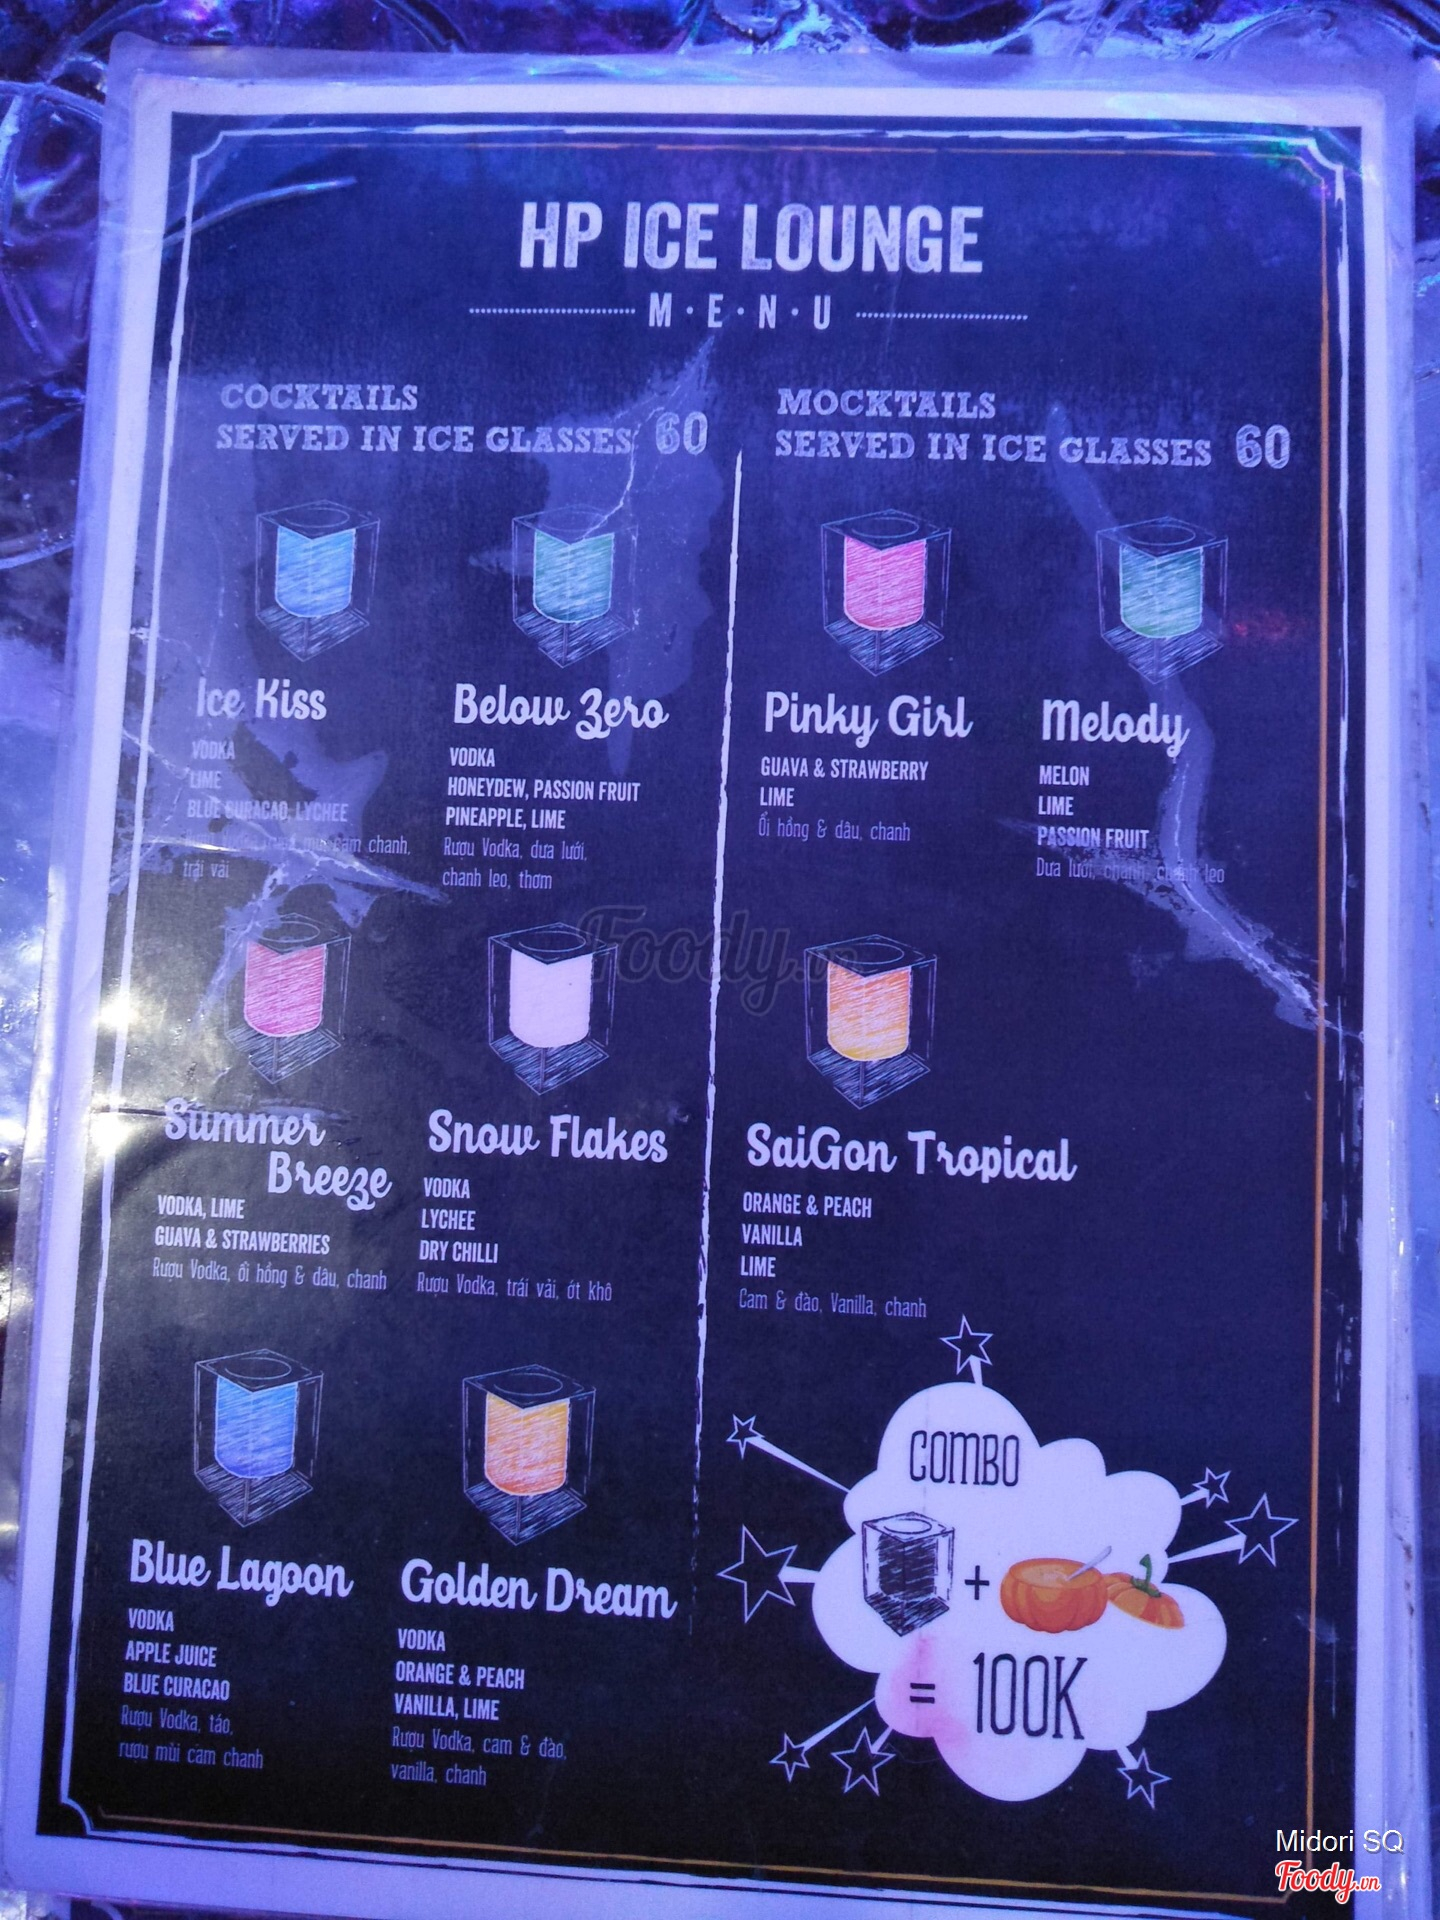 HP ICE LOUNGE
M·E·N·U
COCKTAILS
SERVED IN ICE GLASSES 60
Ice Kiss
VODKA
LIME
BLUE CURACAO, LYCHEE
cam chanh,
trái vải
Below Zero
VODKA
HONEYDEW, PASSION FRUIT
PINEAPPLE, LIME
Rượu Vodka, dưa lưới,
chanh leo, thơm
Summer
Breeze
VODKA, LIME
GUAVA & STRAWBERRIES
Rượu Vodka, ổi hồng & dâu, chanh
Snow Flakes
VODKA
LYCHEE
DRY CHILLI
Rượu Vodka, trái vải, ớt khô
Blue Lagoon
VODKA
APPLE JUICE
BLUE CURACAO
Rượu Vodka, táo,
rượu mùi cam chanh
Golden Dream
VODKA
ORANGE & PEACH
VANILLA, LIME
Rượu Vodka, cam & đào,
vanilla, chanh
MOCKTAILS
SERVED IN ICE GLASSES 60
Pinky Girl
GUAVA & STRAWBERRY
LIME
Ổi hồng & dâu, chanh
Melody
MELON
LIME
PASSION FRUIT
Dưa lưới, chanh, chanh leo
SaiGon Tropical
ORANGE & PEACH
VANILLA
LIME
Cam & đào, Vanilla, chanh
COMBO
+
= 100K
Foody.vn
Midori SQ
Foody.vn